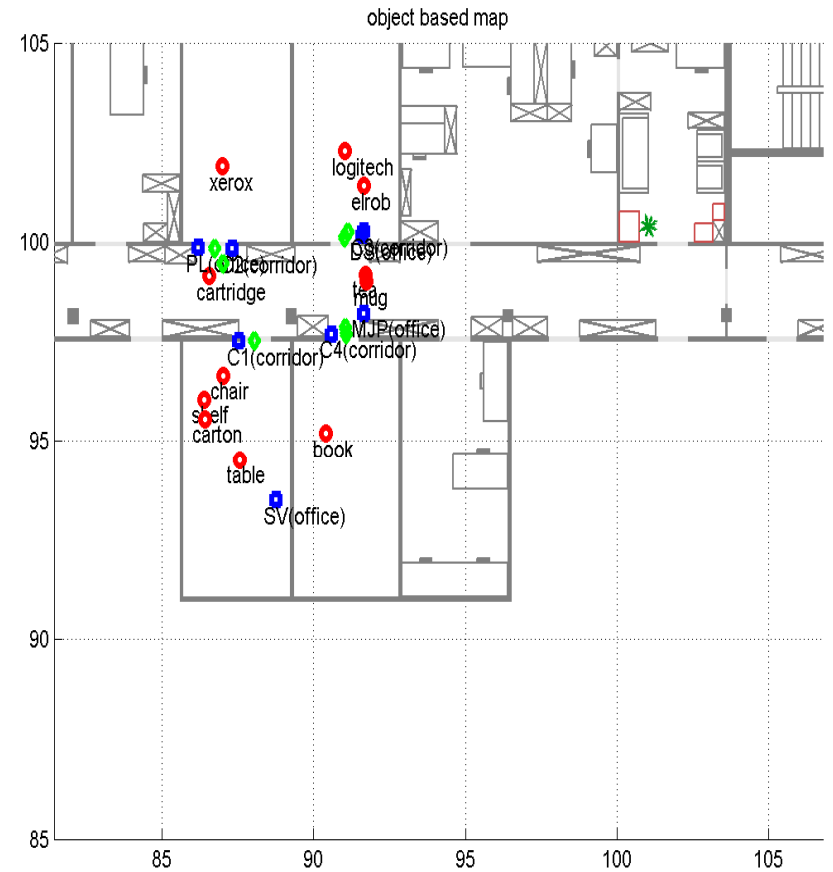 object based map
105
logitech
xerox
elrob
100
C3(corridor)
DS(office)
PL(office)
C2(corridor)
cartridge
tea
mug
MJP(office)
C4(corridor)
C1(corridor)
chair
shelf
carton
95
book
table
SV(office)
90
85
85
90
95
100
105